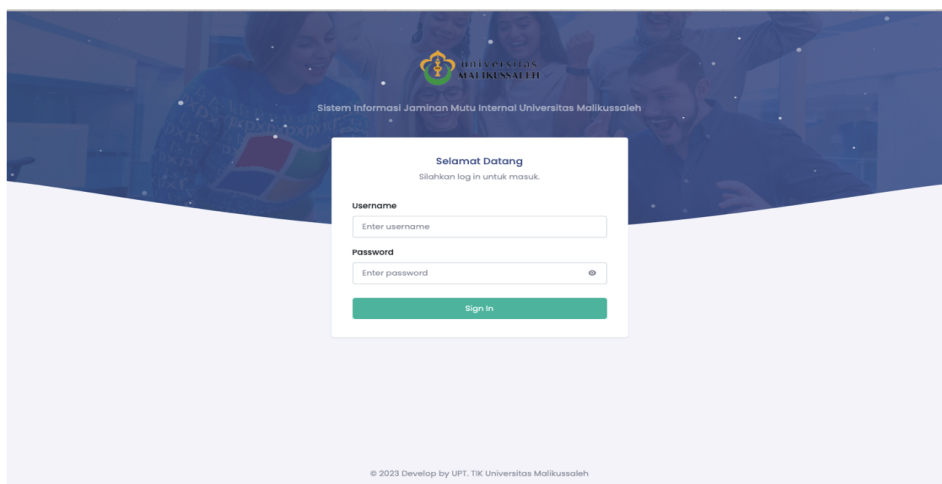 UNIVERSITAS
MALIKUSSALEH
Sistem Informasi Jaminan Mutu Internal Universitas Malikussaleh
Selamat Datang
Silahkan log in untuk masuk.
Username
Enter username
Password
Enter password
Sign In
© 2023 Develop by UPT. TIK Universitas Malikussaleh